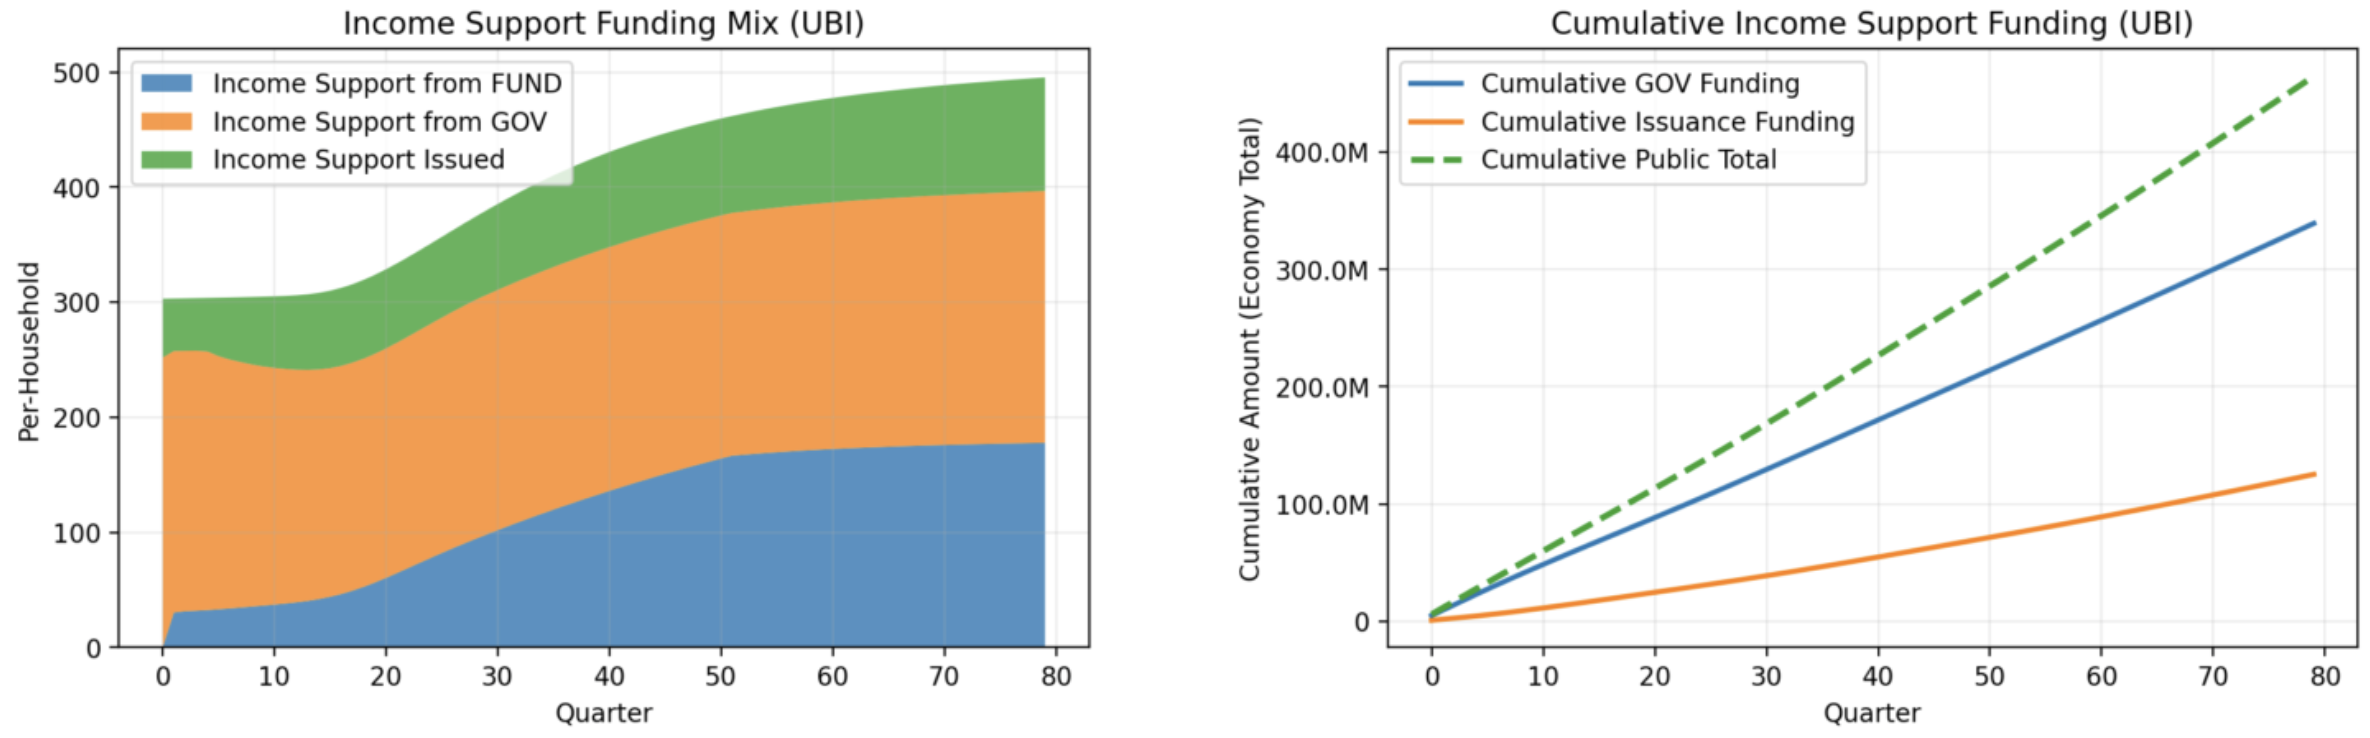 Income Support Funding Mix (UBI)
Income Support from FUND
Income Support from GOV
Income Support Issued
Per-Household
500
400
300
200
100
0
0 10 20 30 40 50 60 70 80
Quarter
Cumulative Income Support Funding (UBI)
Cumulative GOV Funding
Cumulative Issuance Funding
Cumulative Public Total
Cumulative Amount (Economy Total)
400.0M
300.0M
200.0M
100.0M
0
0 10 20 30 40 50 60 70 80
Quarter